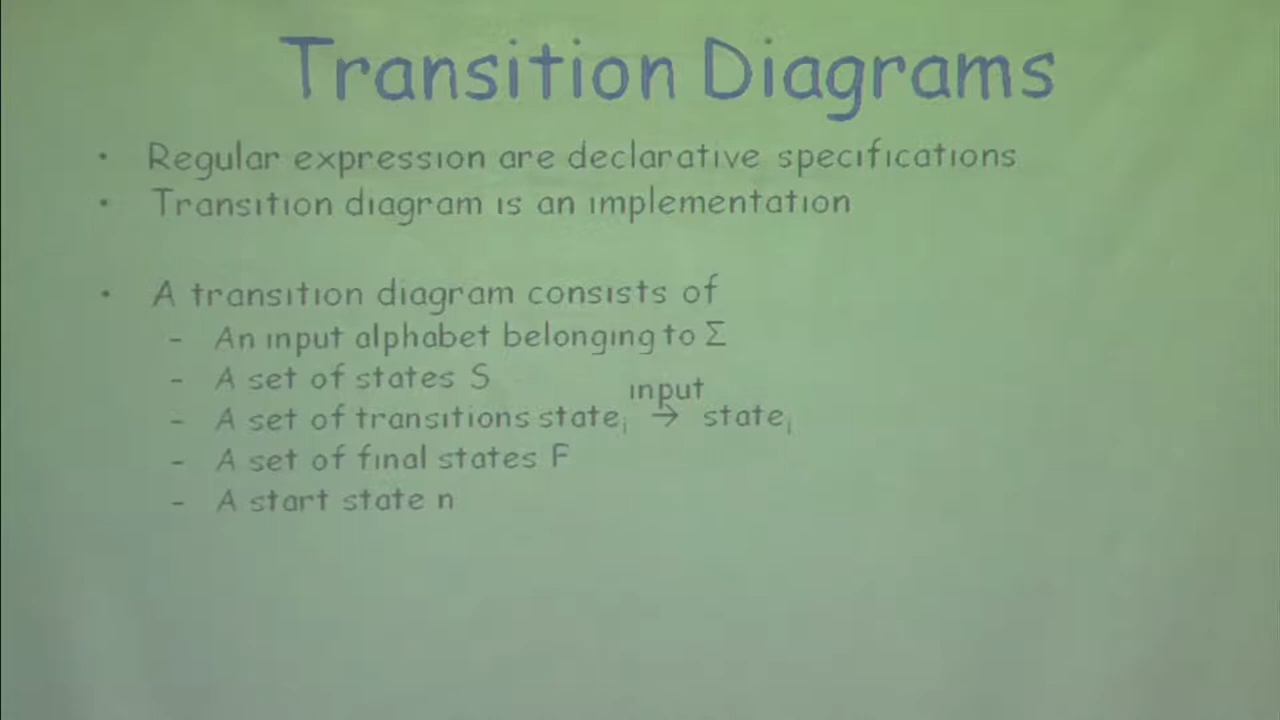 Transition Diagrams
• Regular expression are declarative specifications
• Transition diagram is an implementation
• A transition diagram consists of
- An input alphabet belonging to Σ
- A set of states S
- A set of transitions stateᵢ input → stateⱼ
- A set of final states F
- A start state n